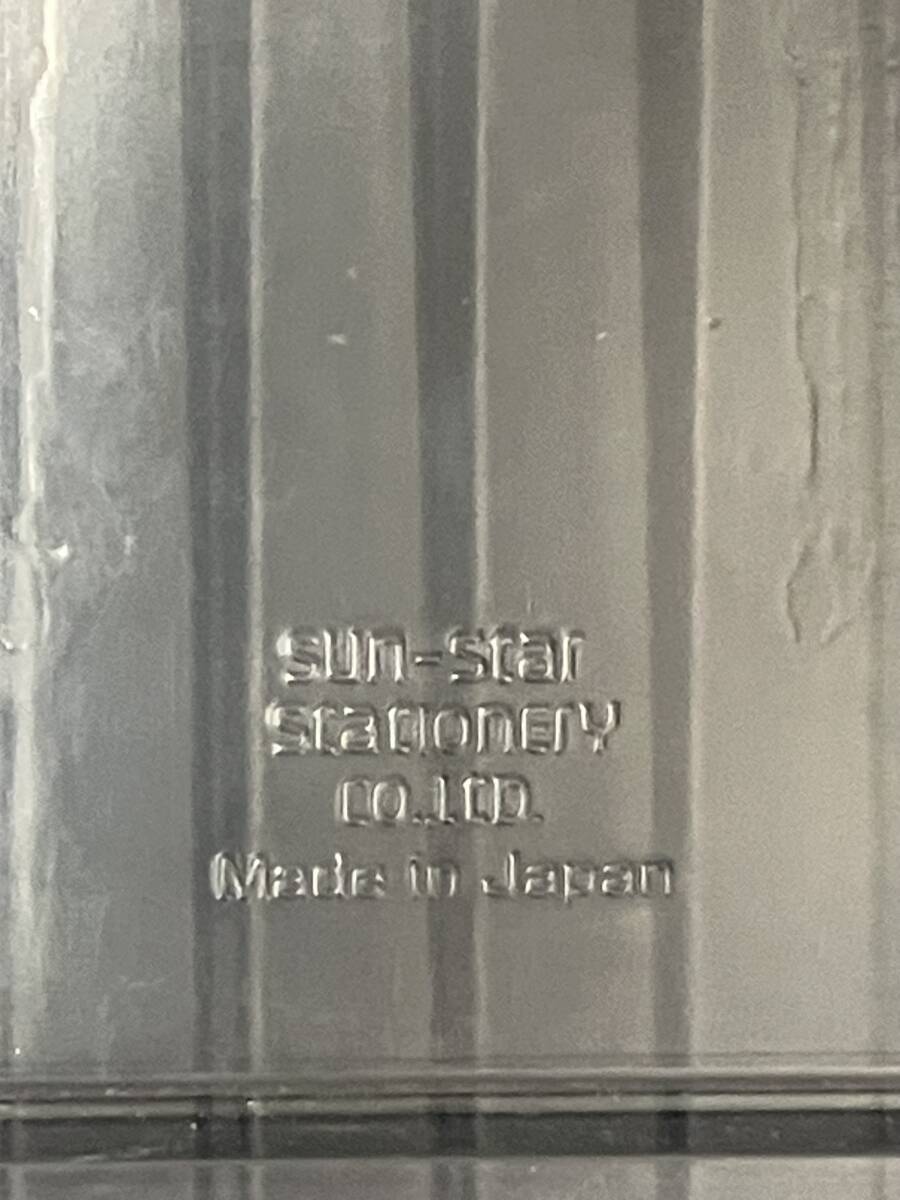 sun-star
stationery
co.,ltd.
Made in Japan